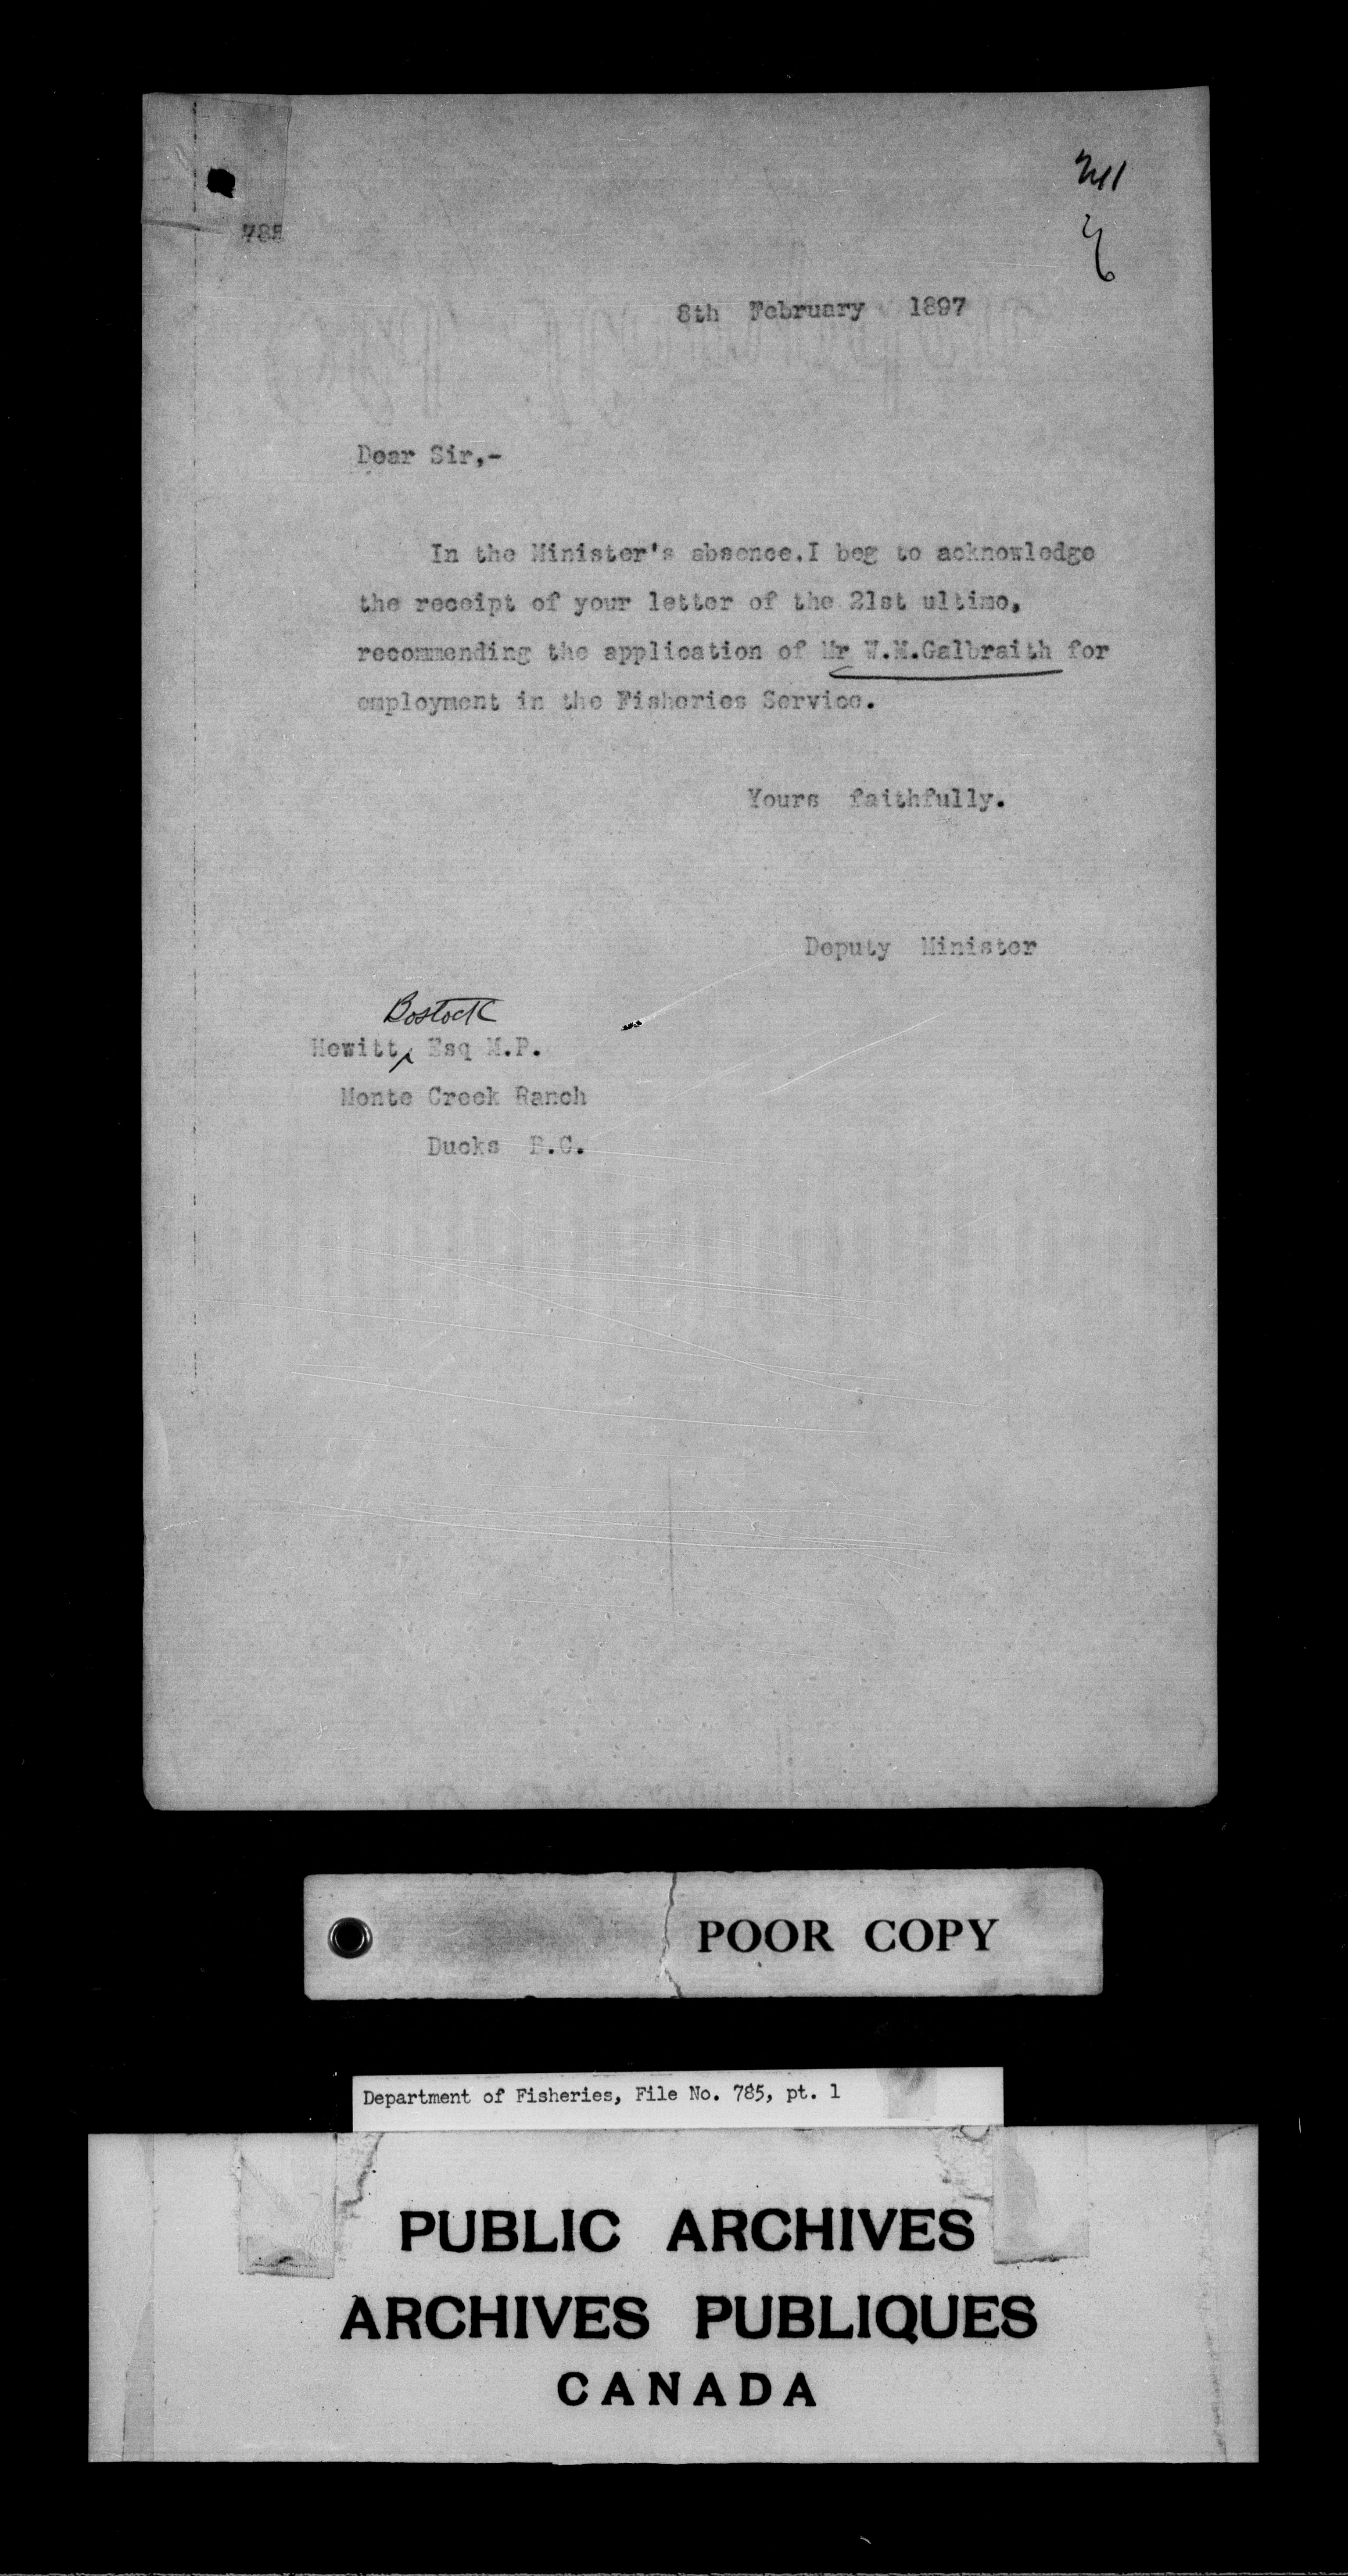 785
8th February 1897
Dear Sir,-
In the Minister's absence.I beg to acknowledge
the receipt of your letter of the 21st ultimo,
recommending the application of Mr W.M.Galbraith for
employment in the Fisheries Service.
Yours faithfully.
Deputy Minister
Bostock
Hewitt ^ Esq M.P.
Monte Creek Ranch
Ducks B.C.
POOR COPY
Department of Fisheries, File No. 785, pt. 1
PUBLIC ARCHIVES
ARCHIVES PUBLIQUES
CANADA